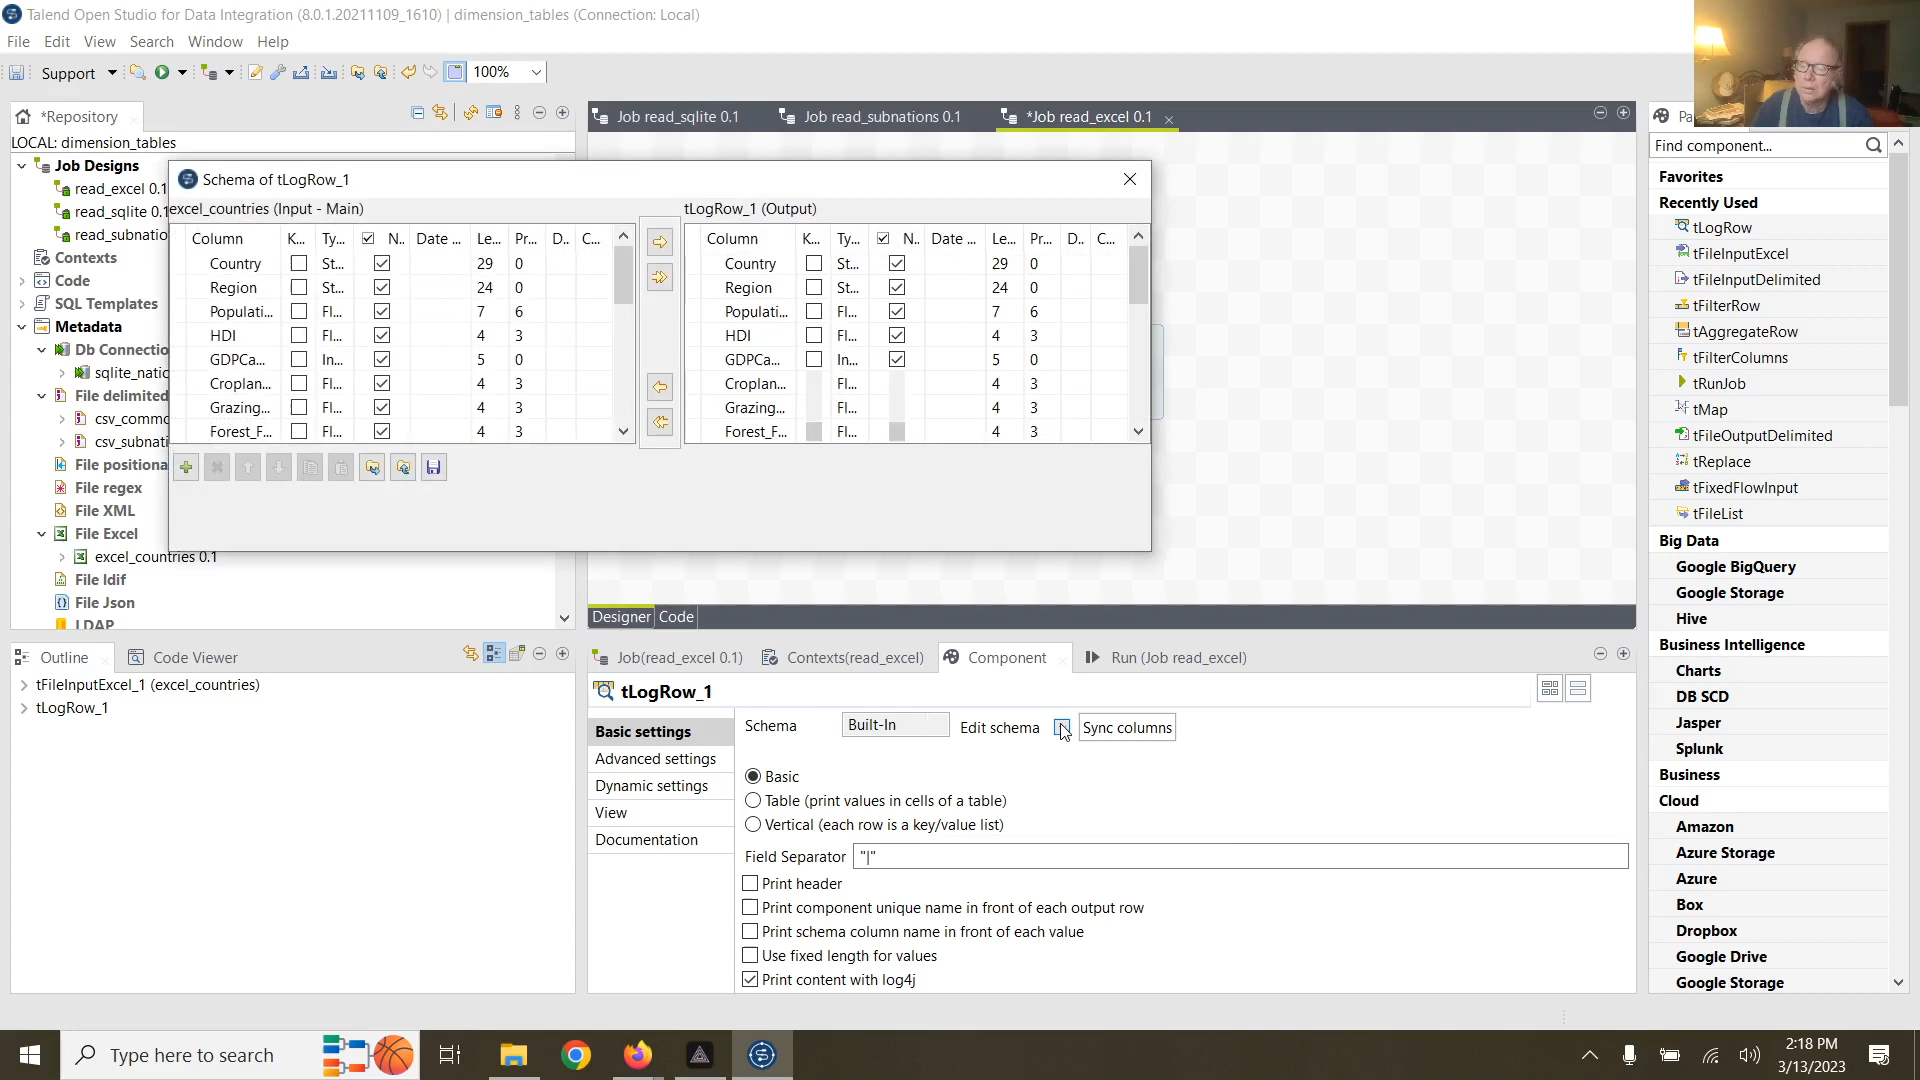 Talend Open Studio for Data Integration (8.0.1.20211109_1610) | dimension_tables (Connection: Local)
File Edit View Search Window Help
Support 100%
*Repository
LOCAL: dimension_tables
Job Designs
read_excel 0.1
read_sqlite 0.1
read_subnatio
Contexts
Code
SQL Templates
Metadata
Db Connectio
sqlite_natio
File delimited
csv_commo
csv_subnati
File positiona
File regex
File XML
File Excel
excel_countries 0.1
File ldif
File Json
LDAP
Job read_sqlite 0.1 Job read_subnations 0.1 *Job read_excel 0.1
Schema of tLogRow_1
excel_countries (Input - Main)
Column K... Ty... N.. Date ... Le... Pr... D.. C...
Country St... 29 0
Region St... 24 0
Populati... Fl... 7 6
HDI Fl... 4 3
GDPCa... In... 5 0
Croplan... Fl... 4 3
Grazing... Fl... 4 3
Forest_F... Fl... 4 3
tLogRow_1 (Output)
Column K... Ty... N.. Date ... Le... Pr... D.. C...
Country St... 29 0
Region St... 24 0
Populati... Fl... 7 6
HDI Fl... 4 3
GDPCa... In... 5 0
Croplan... Fl... 4 3
Grazing... Fl... 4 3
Forest_F... Fl... 4 3
Designer Code
Pa
Find component...
Favorites
Recently Used
tLogRow
tFileInputExcel
tFileInputDelimited
tFilterRow
tAggregateRow
tFilterColumns
tRunJob
tMap
tFileOutputDelimited
tReplace
tFixedFlowInput
tFileList
Big Data
Google BigQuery
Google Storage
Hive
Business Intelligence
Charts
DB SCD
Jasper
Splunk
Business
Cloud
Amazon
Azure Storage
Azure
Box
Dropbox
Google Drive
Google Storage
Outline Code Viewer
tFileInputExcel_1 (excel_countries)
tLogRow_1
Job(read_excel 0.1) Contexts(read_excel) Component Run (Job read_excel)
tLogRow_1
Basic settings
Advanced settings
Dynamic settings
View
Documentation
Schema Built-In Edit schema Sync columns
Basic
Table (print values in cells of a table)
Vertical (each row is a key/value list)
Field Separator "|"
Print header
Print component unique name in front of each output row
Print schema column name in front of each value
Use fixed length for values
Print content with log4j
Type here to search
2:18 PM
3/13/2023